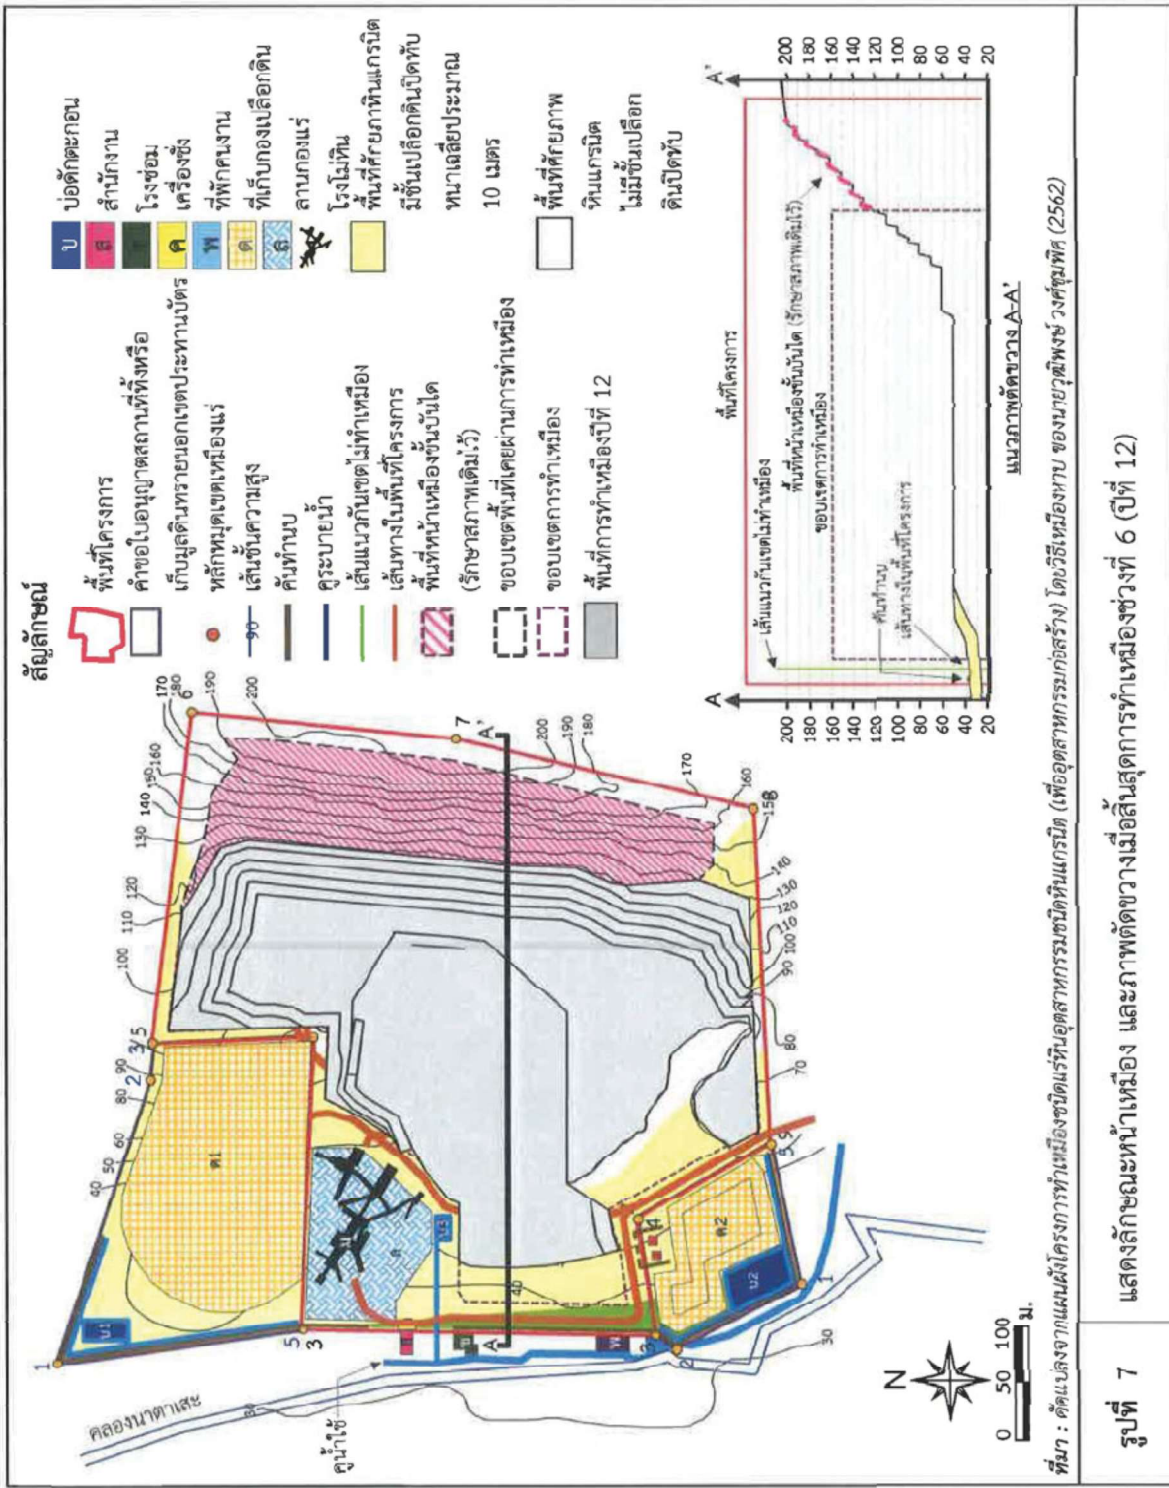 สัญลักษณ์
พื้นที่โครงการ
คำขอใบอนุญาตสถานที่ทิ้งหรือ
เก็บมูลดินทรายนอกเขตประทานบัตร
หลักหมุดเขตเหมืองแร่
90 เส้นชั้นความสูง
คันทำนบ
คูระบายน้ำ
เส้นแนวกันเขตไม่ทำเหมือง
เส้นทางในพื้นที่โครงการ
พื้นที่หน้าเหมืองขั้นบันได
(รักษาสภาพเดิมไว้)
ขอบเขตพื้นที่เคยผ่านการทำเหมือง
ขอบเขตการทำเหมือง
พื้นที่การทำเหมืองปีที่ 12
บ บ่อดักตะกอน
ส สำนักงาน
โรงซ่อม
ค เครื่องชั่ง
พ ที่พักคนงาน
ด ที่เก็บกองเปลือกดิน
ล ลานกองแร่
โรงโม่หิน
พื้นที่ศักยภาพหินแกรนิต
มีชั้นเปลือกดินปิดทับ
หนาเฉลี่ยประมาณ
10 เมตร
พื้นที่ศักยภาพ
หินแกรนิต
ไม่มีชั้นเปลือก
ดินปิดทับ
คลองนาตาเสะ
คูน้ำใช้
ด1
ด2
บ1
บ2
A
A'
N
0 50 100 ม.
พื้นที่โครงการ
เส้นแนวกันเขตไม่ทำเหมือง
พื้นที่หน้าเหมืองขั้นบันได (รักษาสภาพเดิมไว้)
ขอบเขตการทำเหมือง
คันทำนบ
เส้นทางในพื้นที่โครงการ
A
A'
200 200
180 180
160 160
140 140
120 120
100 100
80 80
60 60
40 40
20 20
แนวภาพตัดขวาง A-A'
ที่มา : ดัดแปลงจากแผนผังโครงการทำเหมืองชนิดแร่หินอุตสาหกรรมชนิดหินแกรนิต (เพื่ออุตสาหกรรมก่อสร้าง) โดยวิธีเหมืองหาบ ของนายวุฒิพงษ์ วงศ์ชุมพิศ (2562)
รูปที่ 7 แสดงลักษณะหน้าเหมือง และภาพตัดขวางเมื่อสิ้นสุดการทำเหมืองช่วงที่ 6 (ปีที่ 12)